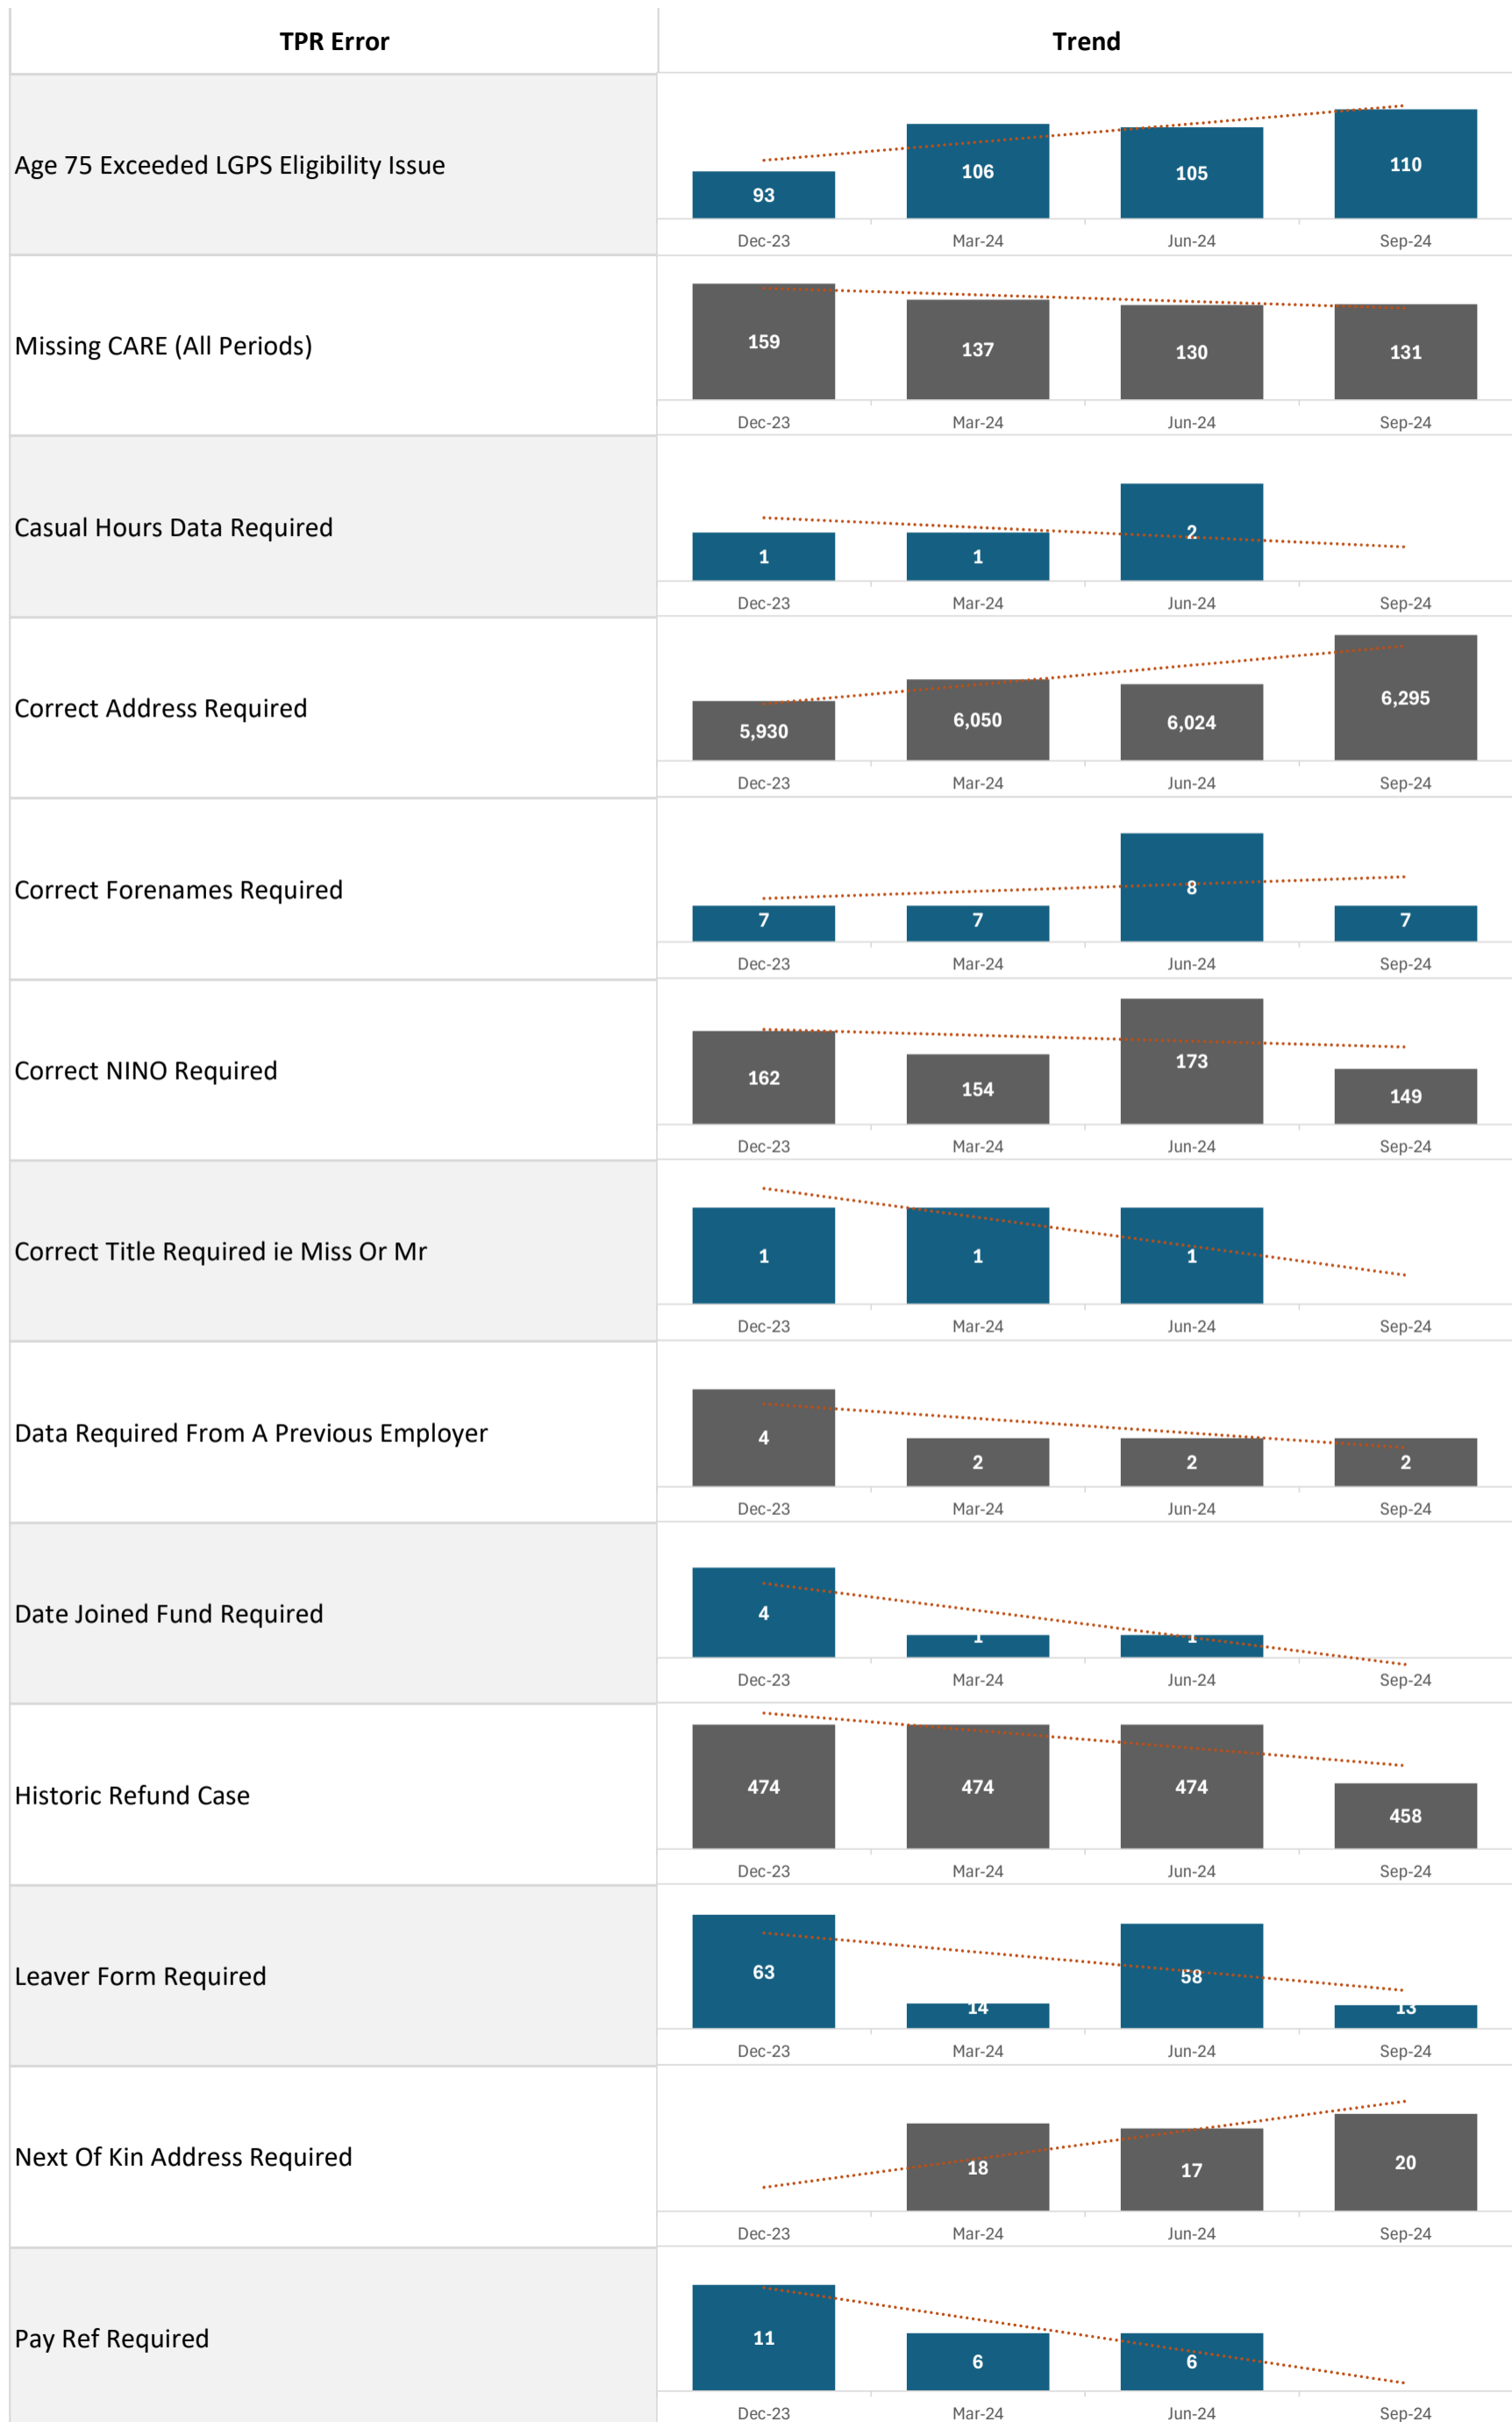 TPR Error
Trend
Age 75 Exceeded LGPS Eligibility Issue
93
106
105
110
Dec-23
Mar-24
Jun-24
Sep-24
Missing CARE (All Periods)
159
137
130
131
Dec-23
Mar-24
Jun-24
Sep-24
Casual Hours Data Required
1
1
2
Dec-23
Mar-24
Jun-24
Sep-24
Correct Address Required
5,930
6,050
6,024
6,295
Dec-23
Mar-24
Jun-24
Sep-24
Correct Forenames Required
7
7
8
7
Dec-23
Mar-24
Jun-24
Sep-24
Correct NINO Required
162
154
173
149
Dec-23
Mar-24
Jun-24
Sep-24
Correct Title Required ie Miss Or Mr
1
1
1
Dec-23
Mar-24
Jun-24
Sep-24
Data Required From A Previous Employer
4
2
2
2
Dec-23
Mar-24
Jun-24
Sep-24
Date Joined Fund Required
4
1
1
Dec-23
Mar-24
Jun-24
Sep-24
Historic Refund Case
474
474
474
458
Dec-23
Mar-24
Jun-24
Sep-24
Leaver Form Required
63
14
58
13
Dec-23
Mar-24
Jun-24
Sep-24
Next Of Kin Address Required
18
17
20
Dec-23
Mar-24
Jun-24
Sep-24
Pay Ref Required
11
6
6
Dec-23
Mar-24
Jun-24
Sep-24